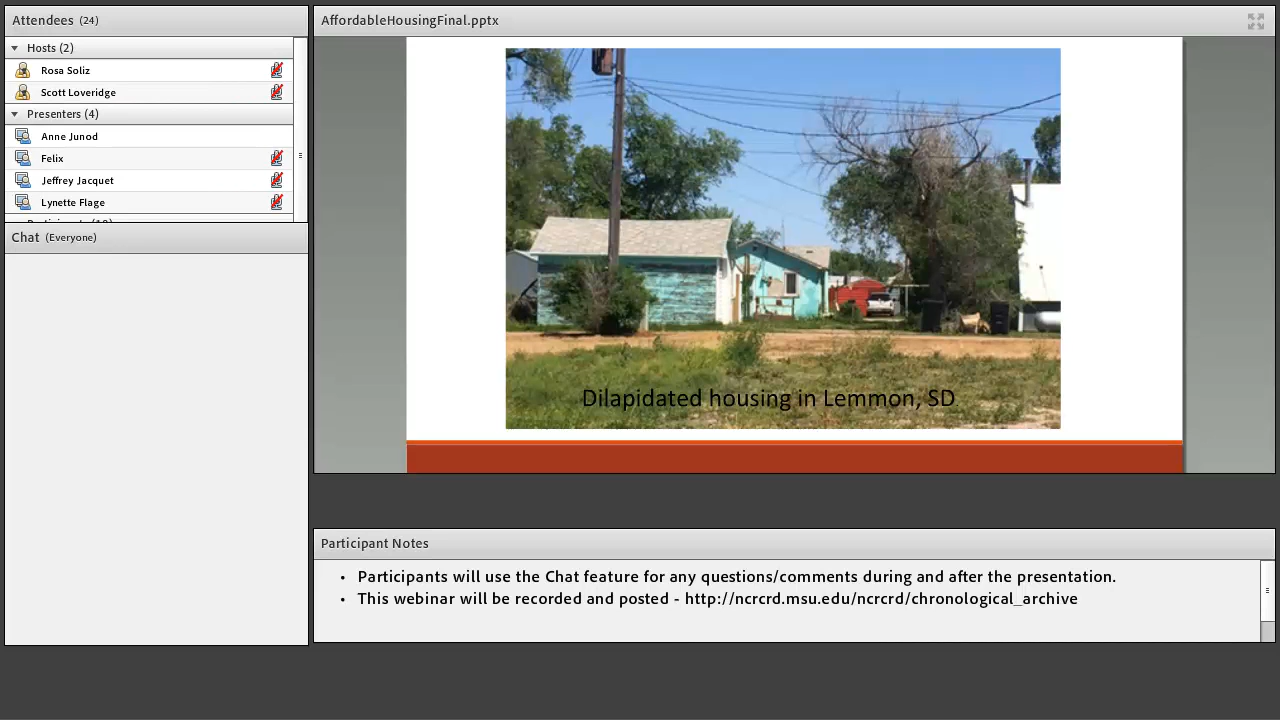 Attendees (24)
Hosts (2)
Rosa Soliz
Scott Loveridge
Presenters (4)
Anne Junod
Felix
Jeffrey Jacquet
Lynette Flage
Chat (Everyone)
AffordableHousingFinal.pptx
Dilapidated housing in Lemmon, SD
Participant Notes
• Participants will use the Chat feature for any questions/comments during and after the presentation.
• This webinar will be recorded and posted - http://ncrcrd.msu.edu/ncrcrd/chronological_archive